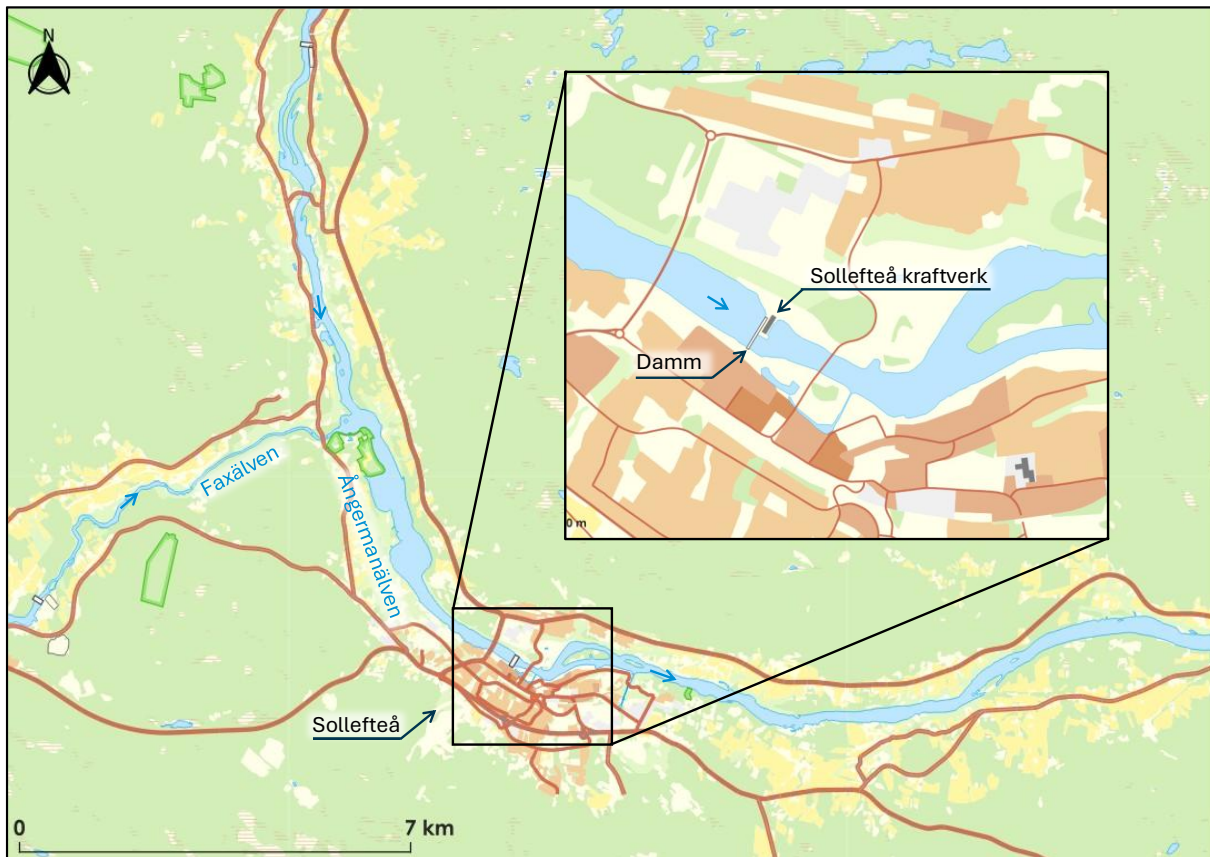 N
Sollefteå kraftverk
Damm
0 m
Faxälven
Ångermanälven
Sollefteå
0
7 km